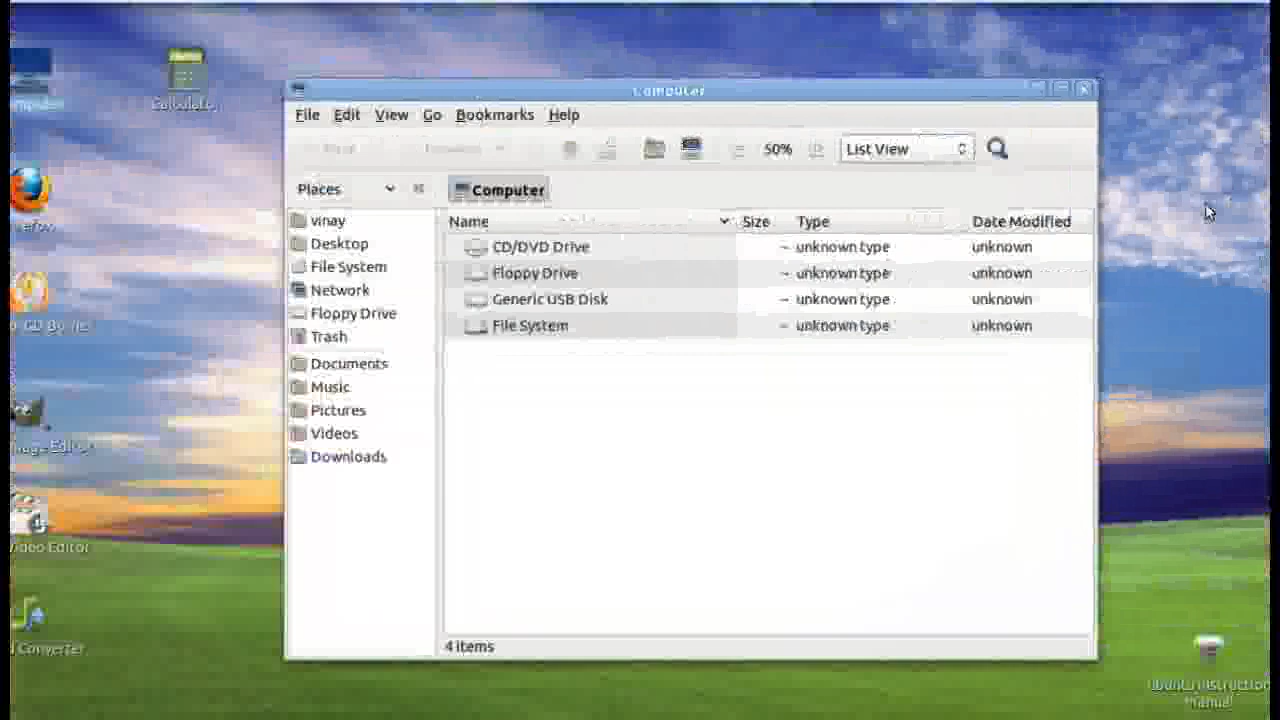 Computer
File Edit View Go Bookmarks Help
50% List View
Places
Computer
Name Size Type Date Modified
vinay
Desktop
File System
Network
Floppy Drive
Trash
Documents
Music
Pictures
Videos
Downloads
CD/DVD Drive -- unknown type unknown
Floppy Drive -- unknown type unknown
Generic USB Disk -- unknown type unknown
File System -- unknown type unknown
4 items
Video Editor
Converter
manual